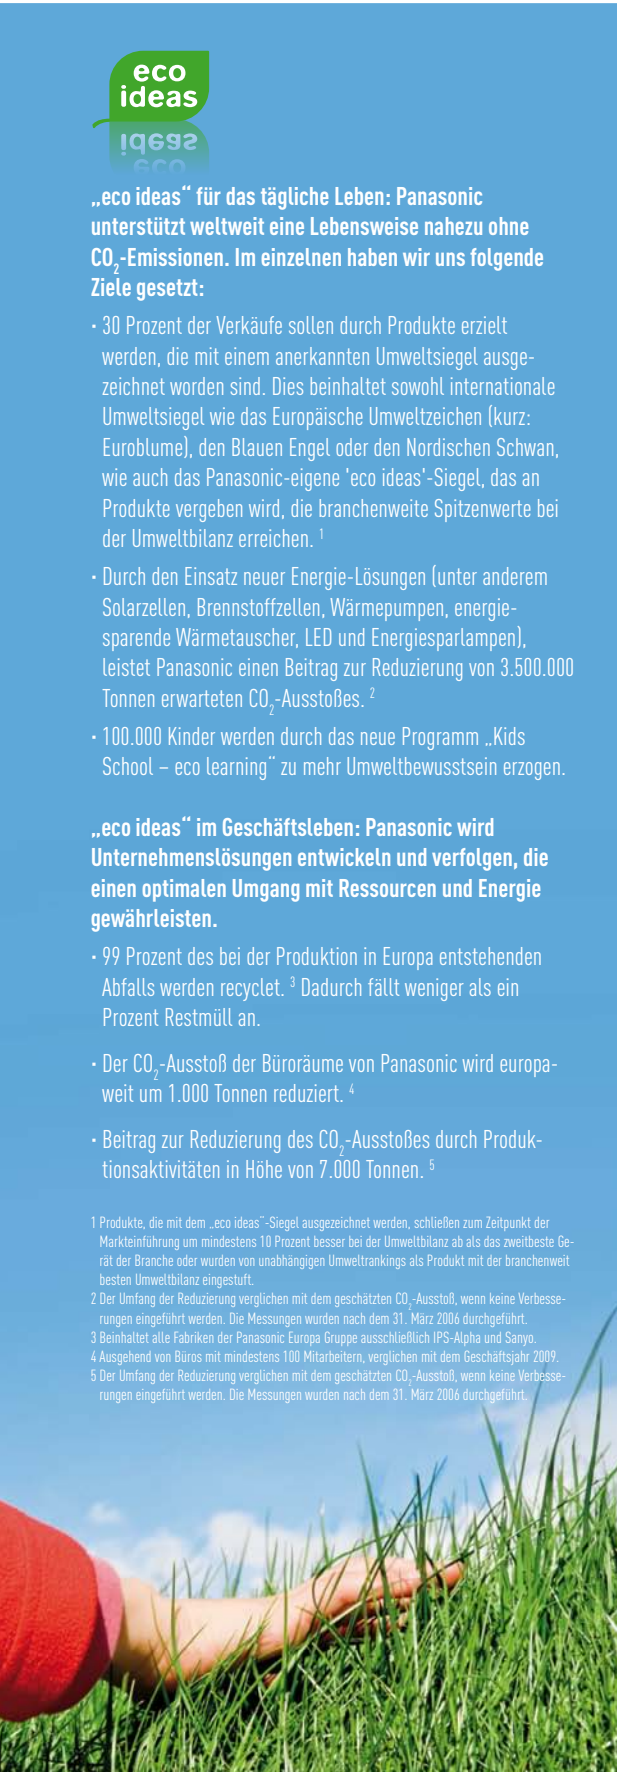 eco
ideas
„eco ideas“ für das tägliche Leben: Panasonic
unterstützt weltweit eine Lebensweise nahezu ohne
CO₂-Emissionen. Im einzelnen haben wir uns folgende
Ziele gesetzt:
· 30 Prozent der Verkäufe sollen durch Produkte erzielt
werden, die mit einem anerkannten Umweltsiegel ausge-
zeichnet worden sind. Dies beinhaltet sowohl internationale
Umweltsiegel wie das Europäische Umweltzeichen (kurz:
Euroblume), den Blauen Engel oder den Nordischen Schwan,
wie auch das Panasonic-eigene 'eco ideas'-Siegel, das an
Produkte vergeben wird, die branchenweite Spitzenwerte bei
der Umweltbilanz erreichen. ¹
· Durch den Einsatz neuer Energie-Lösungen (unter anderem
Solarzellen, Brennstoffzellen, Wärmepumpen, energie-
sparende Wärmetauscher, LED und Energiesparlampen),
leistet Panasonic einen Beitrag zur Reduzierung von 3.500.000
Tonnen erwarteten CO₂-Ausstoßes. ²
· 100.000 Kinder werden durch das neue Programm „Kids
School – eco learning“ zu mehr Umweltbewusstsein erzogen.
„eco ideas“ im Geschäftsleben: Panasonic wird
Unternehmenslösungen entwickeln und verfolgen, die
einen optimalen Umgang mit Ressourcen und Energie
gewährleisten.
· 99 Prozent des bei der Produktion in Europa entstehenden
Abfalls werden recyclet. ³ Dadurch fällt weniger als ein
Prozent Restmüll an.
· Der CO₂-Ausstoß der Büroräume von Panasonic wird europa-
weit um 1.000 Tonnen reduziert. ⁴
· Beitrag zur Reduzierung des CO₂-Ausstoßes durch Produk-
tionsaktivitäten in Höhe von 7.000 Tonnen. ⁵
1 Produkte, die mit dem „eco ideas“-Siegel ausgezeichnet werden, schließen zum Zeitpunkt der
Markteinführung um mindestens 10 Prozent besser bei der Umweltbilanz ab als das zweitbeste Ge-
rät der Branche oder wurden von unabhängigen Umweltrankings als Produkt mit der branchenweit
besten Umweltbilanz eingestuft.
2 Der Umfang der Reduzierung verglichen mit dem geschätzten CO₂-Ausstoß, wenn keine Verbesse-
rungen eingeführt werden. Die Messungen wurden nach dem 31. März 2006 durchgeführt.
3 Beinhaltet alle Fabriken der Panasonic Europa Gruppe ausschließlich IPS-Alpha und Sanyo.
4 Ausgehend von Büros mit mindestens 100 Mitarbeitern, verglichen mit dem Geschäftsjahr 2009.
5 Der Umfang der Reduzierung verglichen mit dem geschätzten CO₂-Ausstoß, wenn keine Verbesse-
rungen eingeführt werden. Die Messungen wurden nach dem 31. März 2006 durchgeführt.